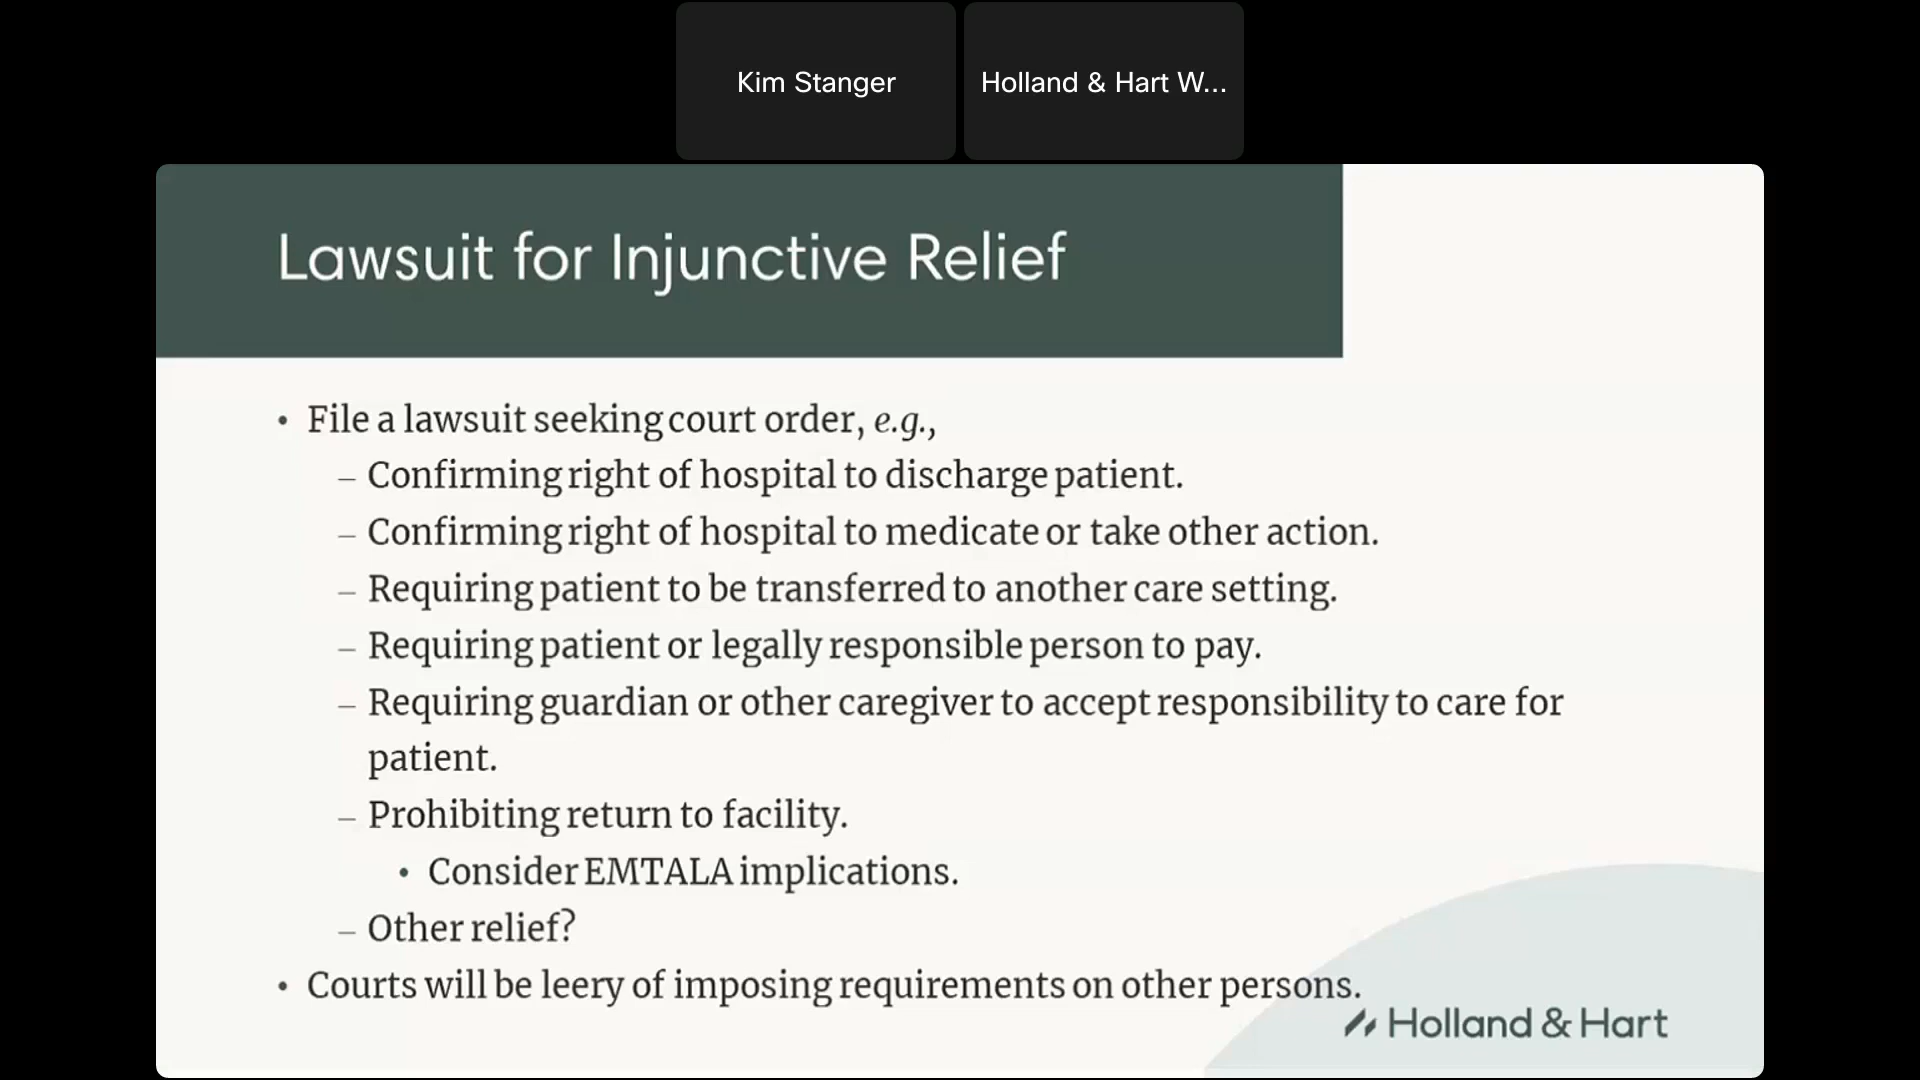 Kim Stanger
Holland & Hart W...
Lawsuit for Injunctive Relief
• File a lawsuit seeking court order, e.g.,
– Confirming right of hospital to discharge patient.
– Confirming right of hospital to medicate or take other action.
– Requiring patient to be transferred to another care setting.
– Requiring patient or legally responsible person to pay.
– Requiring guardian or other caregiver to accept responsibility to care for
patient.
– Prohibiting return to facility.
• Consider EMTALA implications.
– Other relief?
• Courts will be leery of imposing requirements on other persons.
Holland & Hart